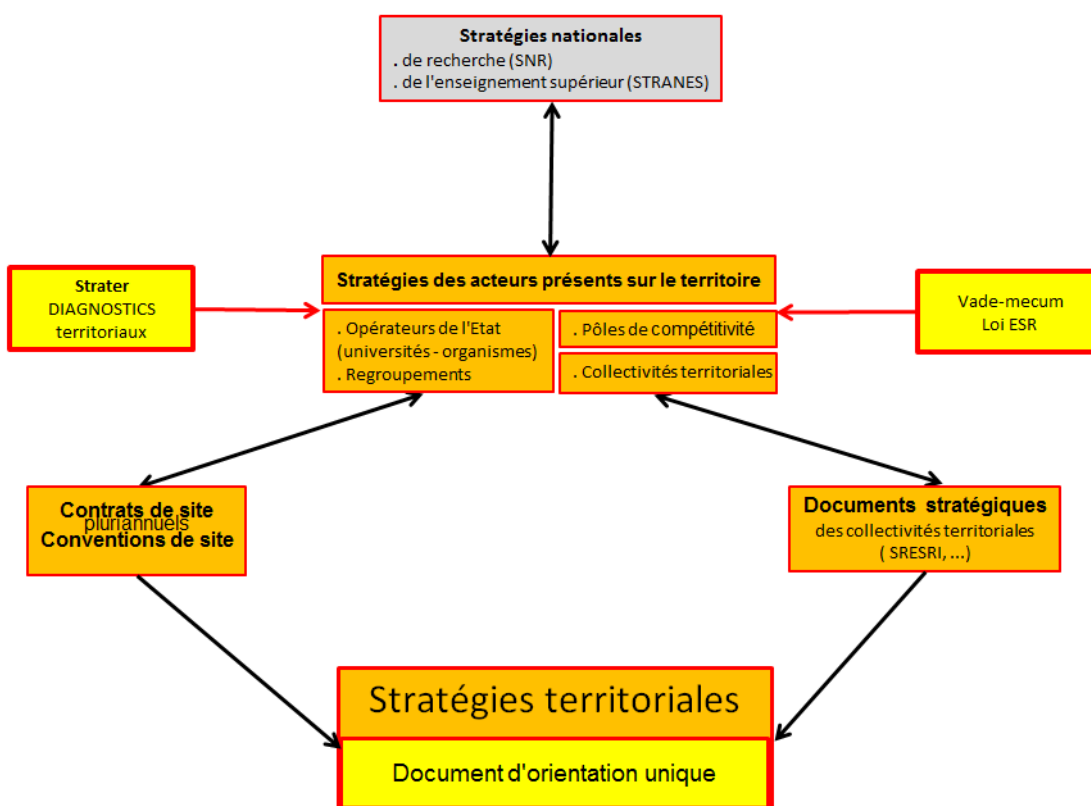 Stratégies nationales
. de recherche (SNR)
. de l'enseignement supérieur (STRANES)
Strater
DIAGNOSTICS
territoriaux
Stratégies des acteurs présents sur le territoire
. Opérateurs de l'Etat
(universités - organismes)
. Regroupements
. Pôles de compétitivité
. Collectivités territoriales
Vade-mecum
Loi ESR
Contrats de site
pluriannuels
Conventions de site
Documents stratégiques
des collectivités territoriales
( SRESRI, ...)
Stratégies territoriales
Document d'orientation unique